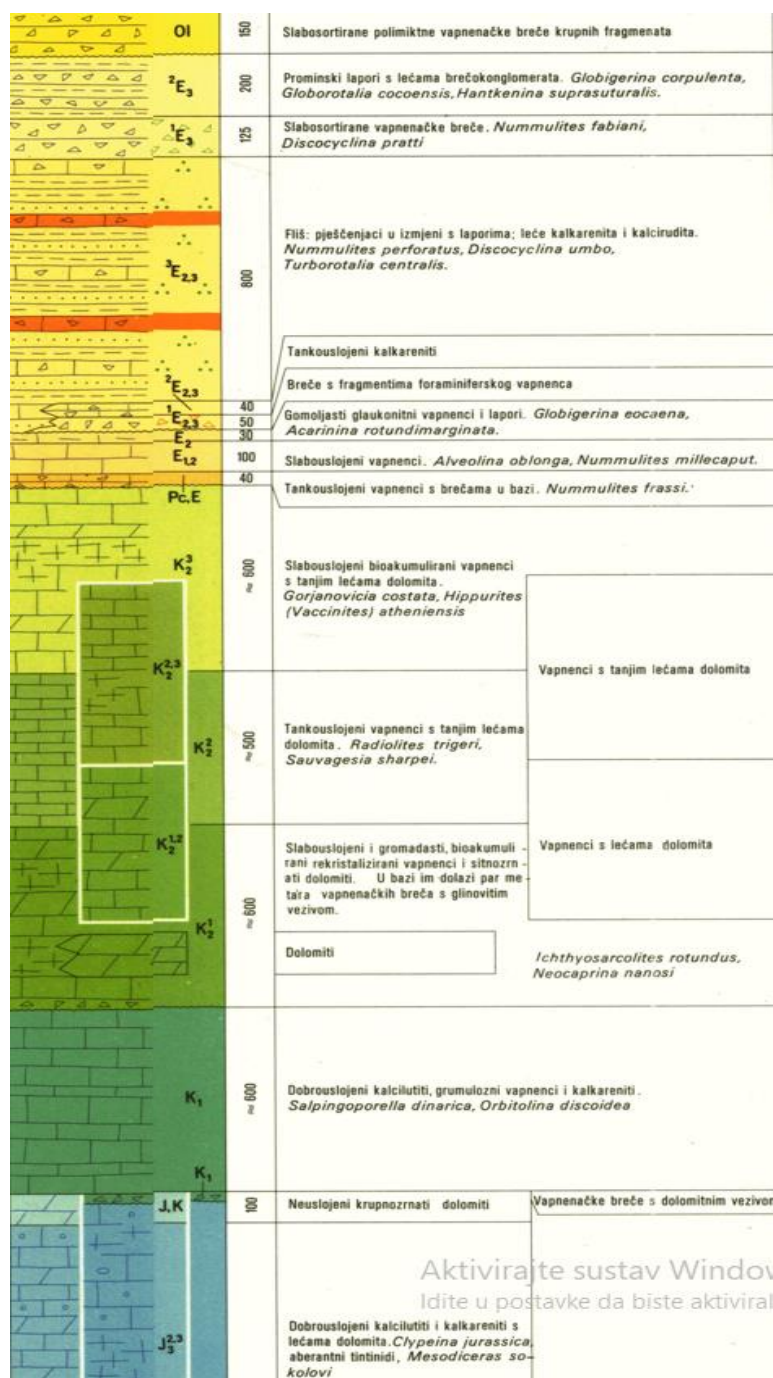 Ol 150 Slabosortirane polimiktne vapnenačke breče krupnih fragmenata
²E₃ 200 Prominski lapori s lećama brečokonglomerata. Globigerina corpulenta,
Globorotalia cocoensis, Hantkenina suprasuturalis.
¹E₃ 125 Slabosortirane vapnenačke breče. Nummulites fabiani,
Discocyclina pratti
³E₂,₃ 800 Fliš: pješčenjaci u izmjeni s laporima; leće kalkarenita i kalcirudita.
Nummulites perforatus, Discocyclina umbo,
Turborotalia centralis.
²E₂,₃ 40 Tankouslojeni kalkareniti
¹E₂,₃ 50 Breče s fragmentima foraminiferskog vapnenca
E₂ 30 Gomoljasti glaukonitni vapnenci i lapori. Globigerina eocaena,
Acarinina rotundimarginata.
E₁,₂ 100 Slabouslojeni vapnenci. Alveolina oblonga, Nummulites millecaput.
Pc,E 40 Tankouslojeni vapnenci s brečama u bazi. Nummulites frassi.
K₂³ 600 Slabouslojeni bioakumulirani vapnenci
s tanjim lećama dolomita.
Gorjanovicia costata, Hippurites
(Vaccinites) atheniensis
K₂²,³ Vapnenci s tanjim lećama dolomita
K₂² 500 Tankouslojeni vapnenci s tanjim lećama
dolomita. Radiolites trigeri,
Sauvagesia sharpei.
K₂¹,² Vapnenci s lećama dolomita
K₂¹ 600 Slabouslojeni i gromadasti, bioakumuli-
rani rekristalizirani vapnenci i sitnozrn-
ati dolomiti. U bazi im dolazi par me-
tara vapnenačkih breča s glinovitim
vezivom.
Dolomiti
Ichthyosarcolites rotundus,
Neocaprina nanosi
K₁ 600 Dobrouslojeni kalcilutiti, grumulozni vapnenci i kalkareniti.
Salpingoporella dinarica, Orbitolina discoidea
K₁ Vapnenačke breče s dolomitnim vezivom
J,K 100 Neuslojeni krupnozrnati dolomiti
J₃²,³ Dobrouslojeni kalcilutiti i kalkareniti s
lećama dolomita. Clypeina jurassica,
aberantni tintinidi, Mesodiceras so-
kolovi
Aktivirajte sustav Window
Idite u postavke da biste aktiviral